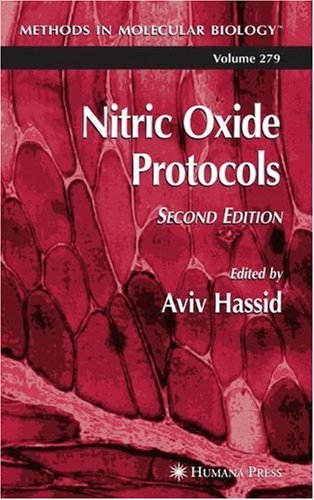 METHODS IN MOLECULAR BIOLOGY™
Volume 279
Nitric Oxide
Protocols
SECOND EDITION
Edited by
Aviv Hassid
HUMANA PRESS